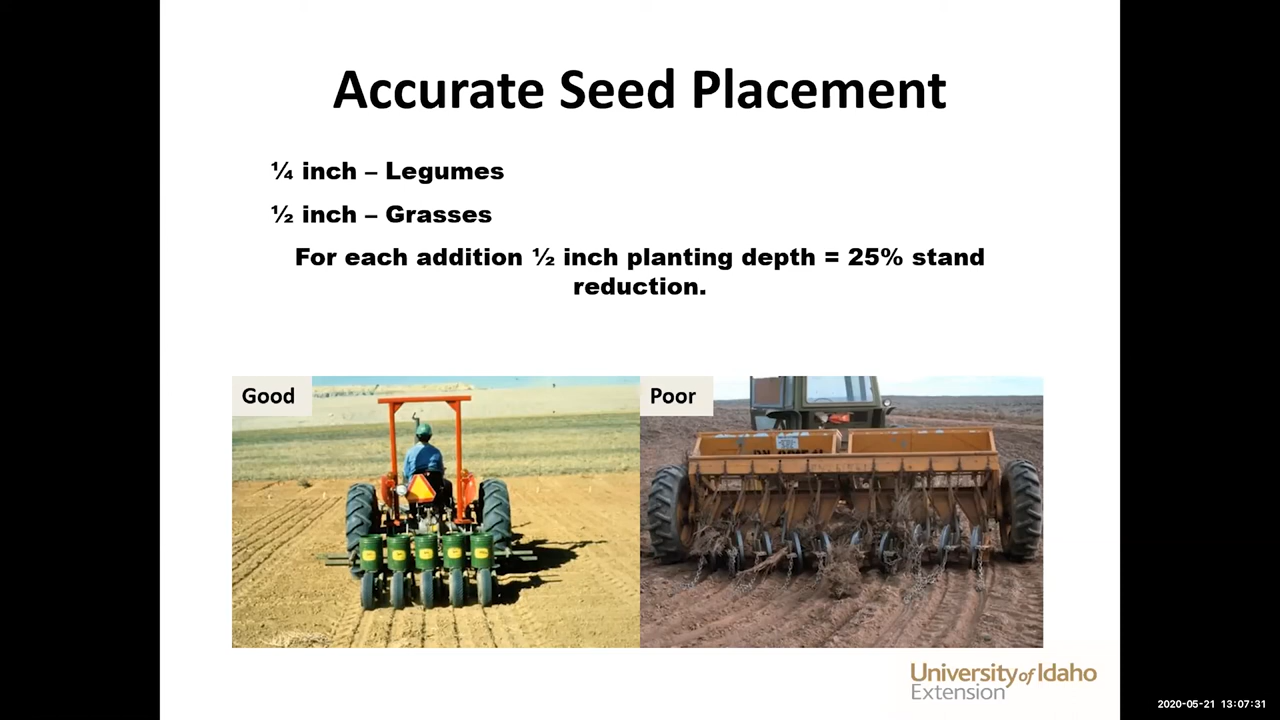 Accurate Seed Placement
¼ inch – Legumes
½ inch – Grasses
For each addition ½ inch planting depth = 25% stand
reduction.
Good
Poor
University of Idaho
Extension
2020-05-21 13:07:31